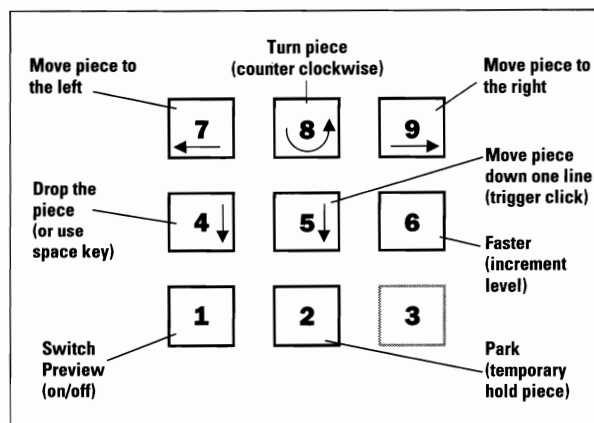 Turn piece
(counter clockwise)
Move piece to
the left
Move piece to
the right
7
8
9
Move piece
down one line
(trigger click)
Drop the
piece
(or use
space key)
4
5
6
Faster
(increment
level)
1
2
3
Switch
Preview
(on/off)
Park
(temporary
hold piece)